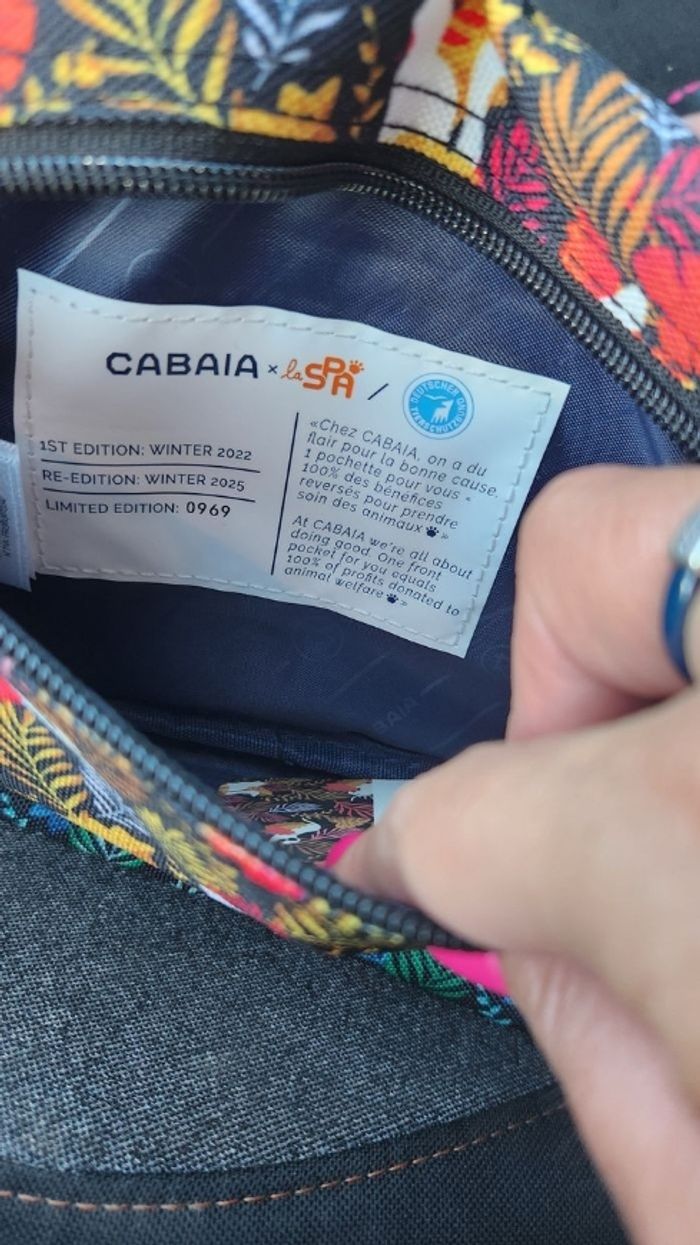 CABAIA × la SPA / DEUTSCHER
TIERSCHUTZBUND
1ST EDITION: WINTER 2022
RE-EDITION: WINTER 2025
LIMITED EDITION: 0969
«Chez CABAIA, on a du
flair pour la bonne cause.
1 pochette pour vous =
100% des bénéfices
reversés pour prendre
soin des animaux »
At CABAIA we're all about
doing good. One front
pocket for you equals
100% of profits donated to
animal welfare »